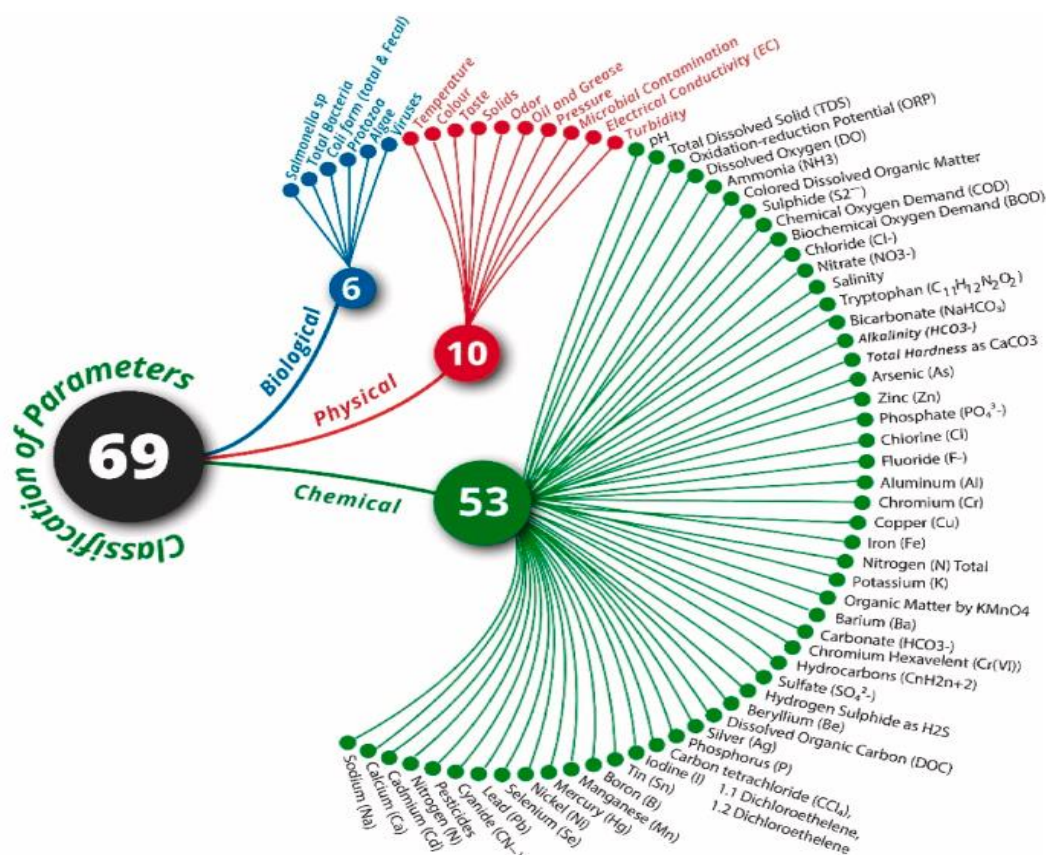 Classification of Parameters
69
Biological
6
Salmonella sp
Total Bacteria
Coli form (total & Fecal)
Protozoa
Algae
Viruses
Physical
10
Temperature
Colour
Taste
Solids
Odor
Oil and Grease
Pressure
Microbial Contamination
Electrical Conductivity (EC)
Turbidity
Chemical
53
pH
Total Dissolved Solid (TDS)
Oxidation-reduction Potential (ORP)
Dissolved Oxygen (DO)
Ammonia (NH3)
Colored Dissolved Organic Matter
Sulphide (S2−−)
Chemical Oxygen Demand (COD)
Biochemical Oxygen Demand (BOD)
Chloride (Cl-)
Nitrate (NO3-)
Salinity
Tryptophan (C₁₁H₁₂N₂O₂)
Bicarbonate (NaHCO₃)
Alkalinity (HCO3-)
Total Hardness as CaCO3
Arsenic (As)
Zinc (Zn)
Phosphate (PO₄³-)
Chlorine (Cl)
Fluoride (F-)
Aluminum (Al)
Chromium (Cr)
Copper (Cu)
Iron (Fe)
Nitrogen (N) Total
Potassium (K)
Organic Matter by KMnO4
Barium (Ba)
Carbonate (HCO3-)
Chromium Hexavelent (Cr(VI))
Hydrocarbons (CnH2n+2)
Sulfate (SO₄²-)
Hydrogen Sulphide as H2S
Beryllium (Be)
Dissolved Organic Carbon (DOC)
Silver (Ag)
Phosphorus (P)
Carbon tetrachloride (CCl₄),
1.1 Dichloroethene,
1.2 Dichloroethene
Iodine (I)
Tin (Sn)
Boron (B)
Manganese (Mn)
Mercury (Hg)
Nickel (Ni)
Selenium (Se)
Lead (Pb)
Cyanide (CN−
Pesticides
Nitrogen (N)
Cadmium (Cd)
Calcium (Ca)
Sodium (Na)